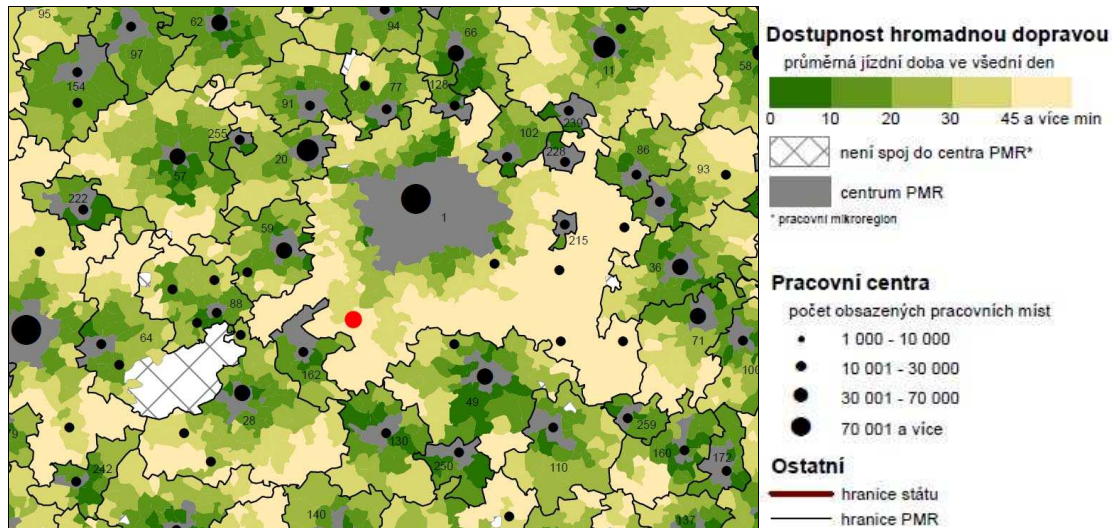 95
62
94
66
97
11
58
154
91
77
128
239
255
102
20
228
86
93
57
222
1
59
215
36
88
64
71
162
100
49
28
259
130
9
242
250
110
160
172
140
137
Dostupnost hromadnou dopravou
průměrná jízdní doba ve všední den
0 10 20 30 45 a více min
není spoj do centra PMR*
centrum PMR
* pracovní mikroregion
Pracovní centra
počet obsazených pracovních míst
1 000 - 10 000
10 001 - 30 000
30 001 - 70 000
70 001 a více
Ostatní
hranice státu
hranice PMR